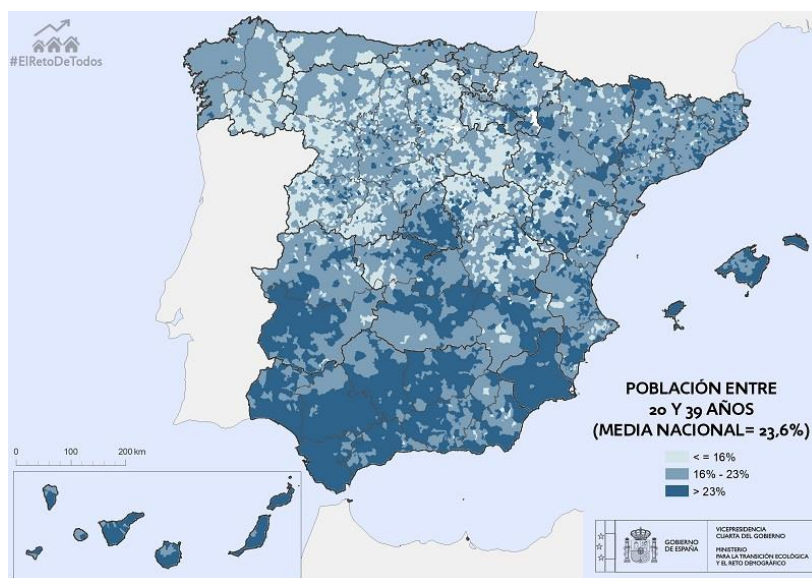 #ElRetoDeTodos
POBLACIÓN ENTRE
20 Y 39 AÑOS
(MEDIA NACIONAL= 23,6%)
< = 16%
16% - 23%
> 23%
0 100 200 km
GOBIERNO
DE ESPAÑA
VICEPRESIDENCIA
CUARTA DEL GOBIERNO
MINISTERIO
PARA LA TRANSICIÓN ECOLÓGICA
Y EL RETO DEMOGRÁFICO